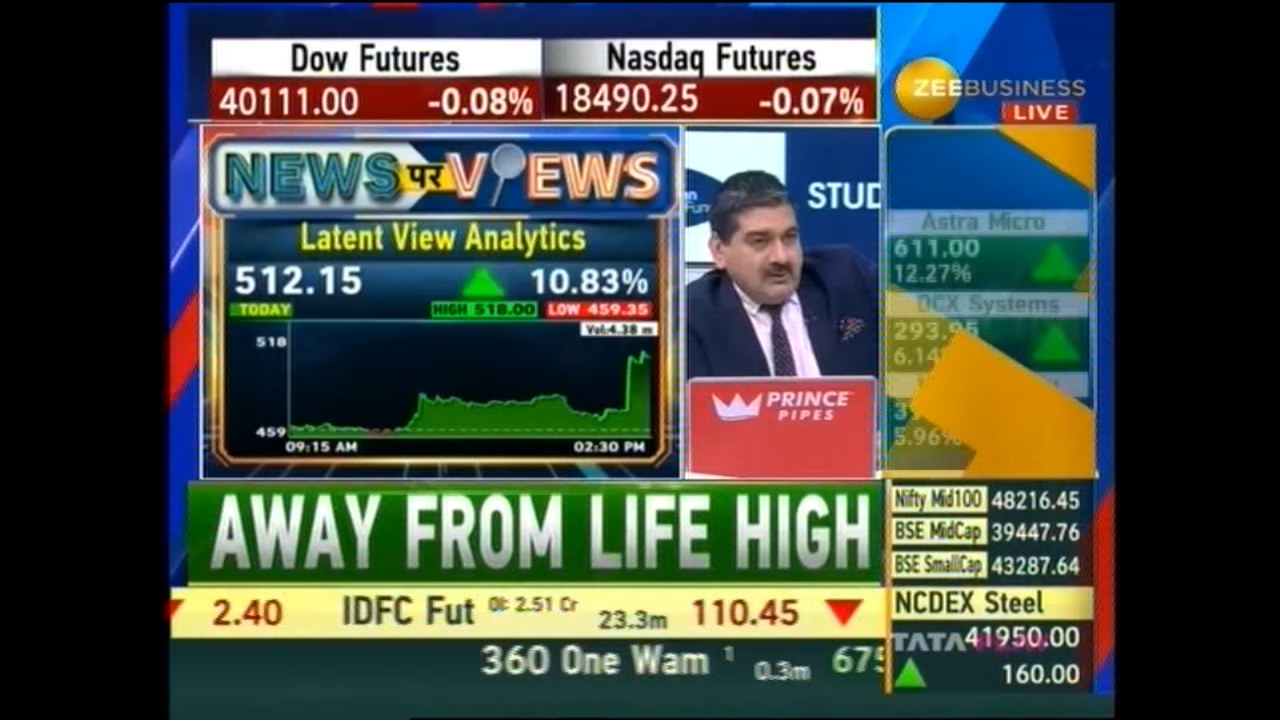 Dow Futures
40111.00 -0.08%
Nasdaq Futures
18490.25 -0.07%
ZEEBUSINESS
LIVE
NEWS पर VIEWS
Latent View Analytics
512.15 10.83%
TODAY HIGH 518.00 LOW 459.35
Vol:4.38 m
518
459
09:15 AM 02:30 PM
STUD
PRINCE
PIPES
Astra Micro
611.00
12.27%
DCX Systems
293.95
6.14
5.96%
AWAY FROM LIFE HIGH
Nifty Mid100 48216.45
BSE MidCap 39447.76
BSE SmallCap 43287.64
2.40 IDFC Fut OI: 2.51 Cr 23.3m 110.45
NCDEX Steel
41950.00
TATA PLAY
160.00
360 One Wam 1 0.3m 675